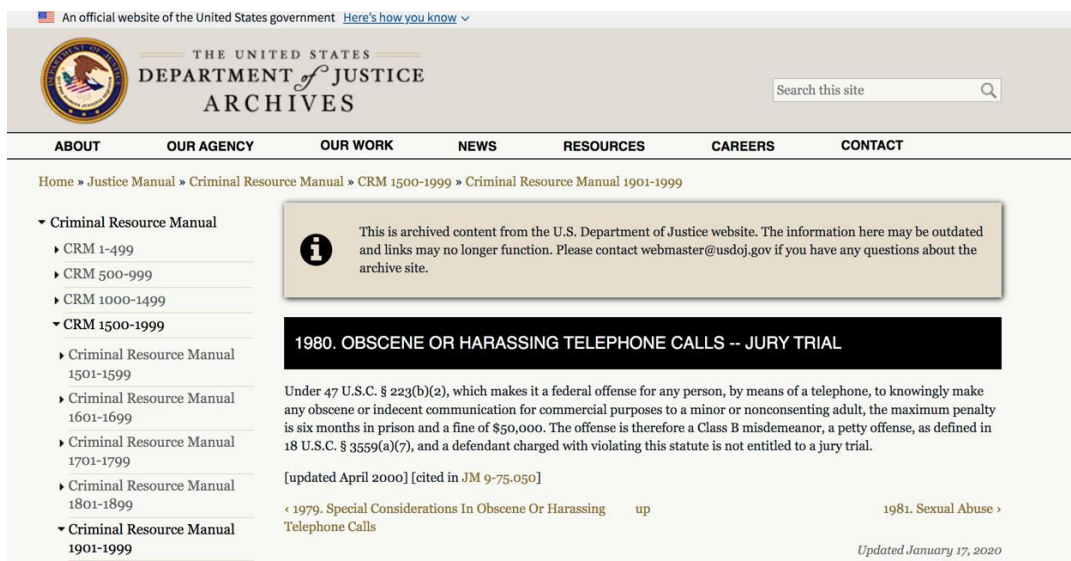 An official website of the United States government Here's how you know
THE UNITED STATES
DEPARTMENT of JUSTICE
ARCHIVES
Search this site
ABOUT OUR AGENCY OUR WORK NEWS RESOURCES CAREERS CONTACT
Home » Justice Manual » Criminal Resource Manual » CRM 1500-1999 » Criminal Resource Manual 1901-1999
Criminal Resource Manual
CRM 1-499
CRM 500-999
CRM 1000-1499
CRM 1500-1999
Criminal Resource Manual
1501-1599
Criminal Resource Manual
1601-1699
Criminal Resource Manual
1701-1799
Criminal Resource Manual
1801-1899
Criminal Resource Manual
1901-1999
This is archived content from the U.S. Department of Justice website. The information here may be outdated
and links may no longer function. Please contact webmaster@usdoj.gov if you have any questions about the
archive site.
1980. OBSCENE OR HARASSING TELEPHONE CALLS -- JURY TRIAL
Under 47 U.S.C. § 223(b)(2), which makes it a federal offense for any person, by means of a telephone, to knowingly make
any obscene or indecent communication for commercial purposes to a minor or nonconsenting adult, the maximum penalty
is six months in prison and a fine of $50,000. The offense is therefore a Class B misdemeanor, a petty offense, as defined in
18 U.S.C. § 3559(a)(7), and a defendant charged with violating this statute is not entitled to a jury trial.
[updated April 2000] [cited in JM 9-75.050]
‹ 1979. Special Considerations In Obscene Or Harassing
Telephone Calls
up
1981. Sexual Abuse ›
Updated January 17, 2020